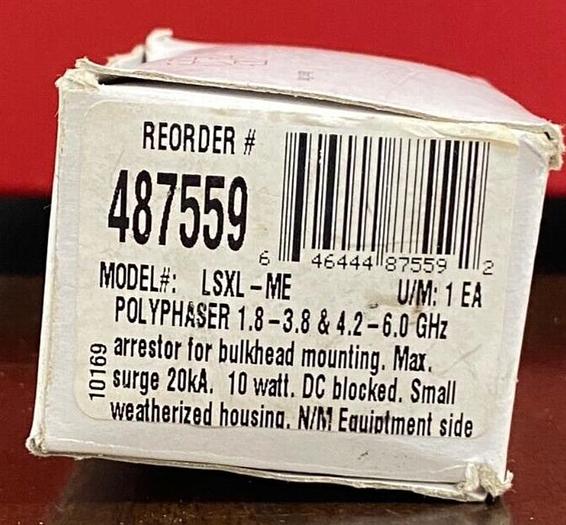 REORDER #
487559
6 46444 87559 2
MODEL#: LSXL-ME U/M: 1 EA
POLYPHASER 1.8-3.8 & 4.2-6.0 GHz
arrestor for bulkhead mounting. Max.
surge 20kA. 10 watt. DC blocked. Small
weatherized housing. N/M Equiptment side
10169